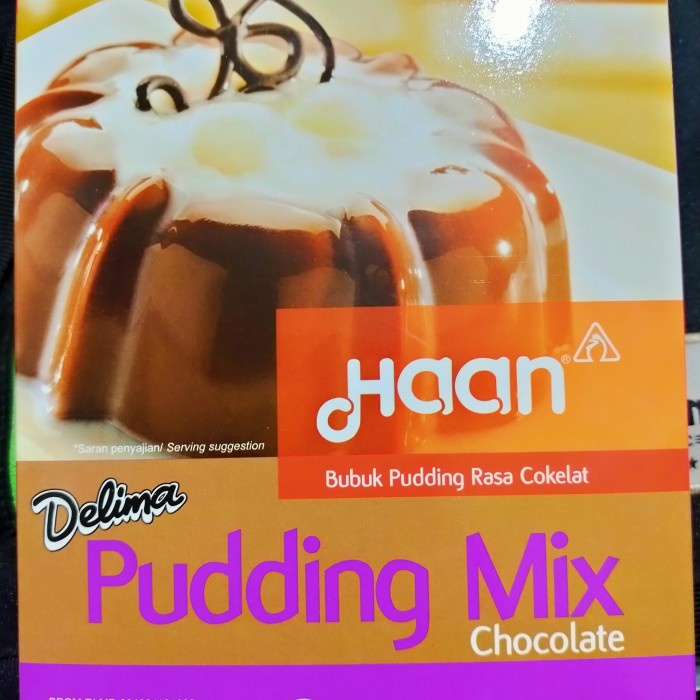 Haan®
*Saran penyajian/ Serving suggestion
Bubuk Pudding Rasa Cokelat
Delima
Pudding Mix
Chocolate